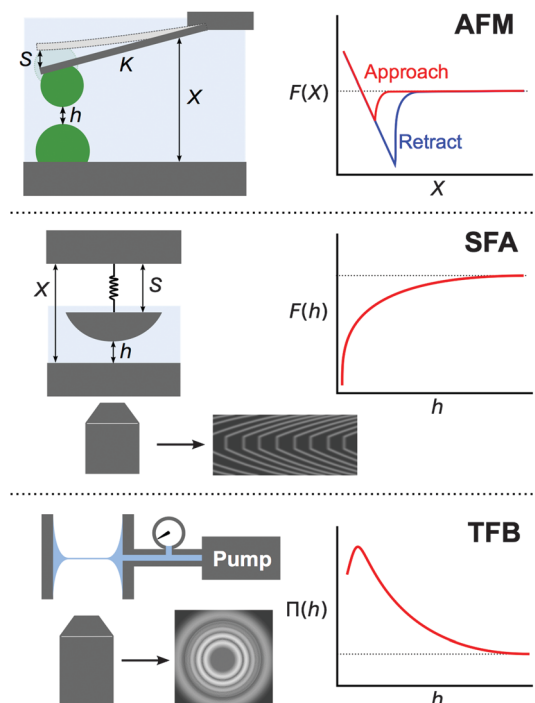 AFM
S
K
X
h
F(X)
Approach
Retract
X
SFA
X
S
h
F(h)
h
TFB
Pump
Π(h)
h